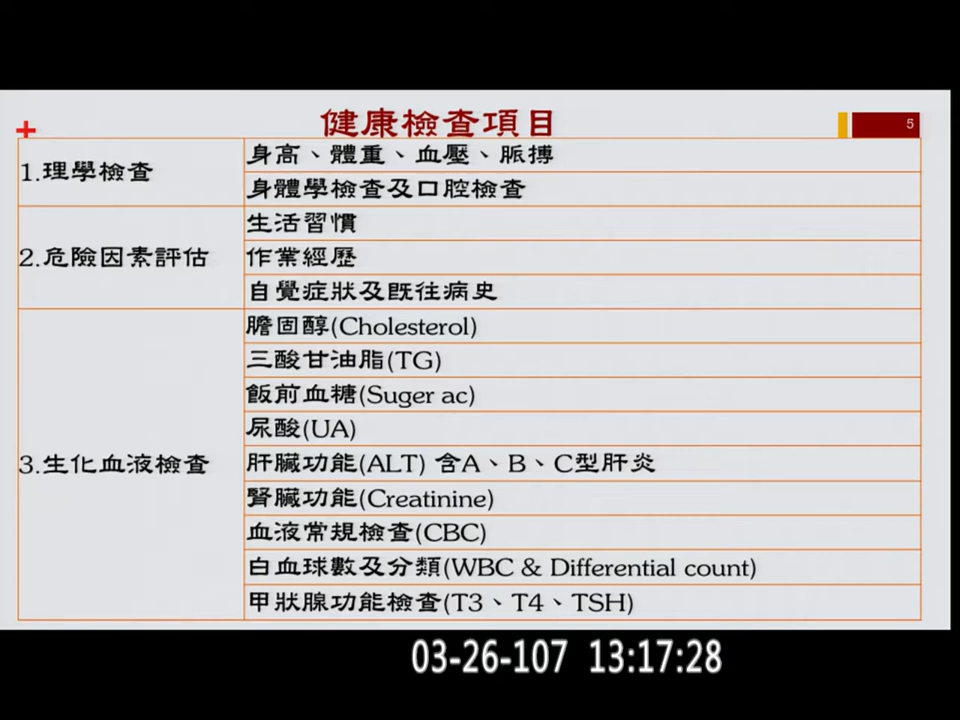 健康檢查項目
5
1.理學檢查
身高、體重、血壓、脈搏
身體學檢查及口腔檢查
2.危險因素評估
生活習慣
作業經歷
自覺症狀及既往病史
3.生化血液檢查
膽固醇(Cholesterol)
三酸甘油脂(TG)
飯前血糖(Suger ac)
尿酸(UA)
肝臟功能(ALT) 含A、B、C型肝炎
腎臟功能(Creatinine)
血液常規檢查(CBC)
白血球數及分類(WBC & Differential count)
甲狀腺功能檢查(T3、T4、TSH)
03-26-107 13:17:28